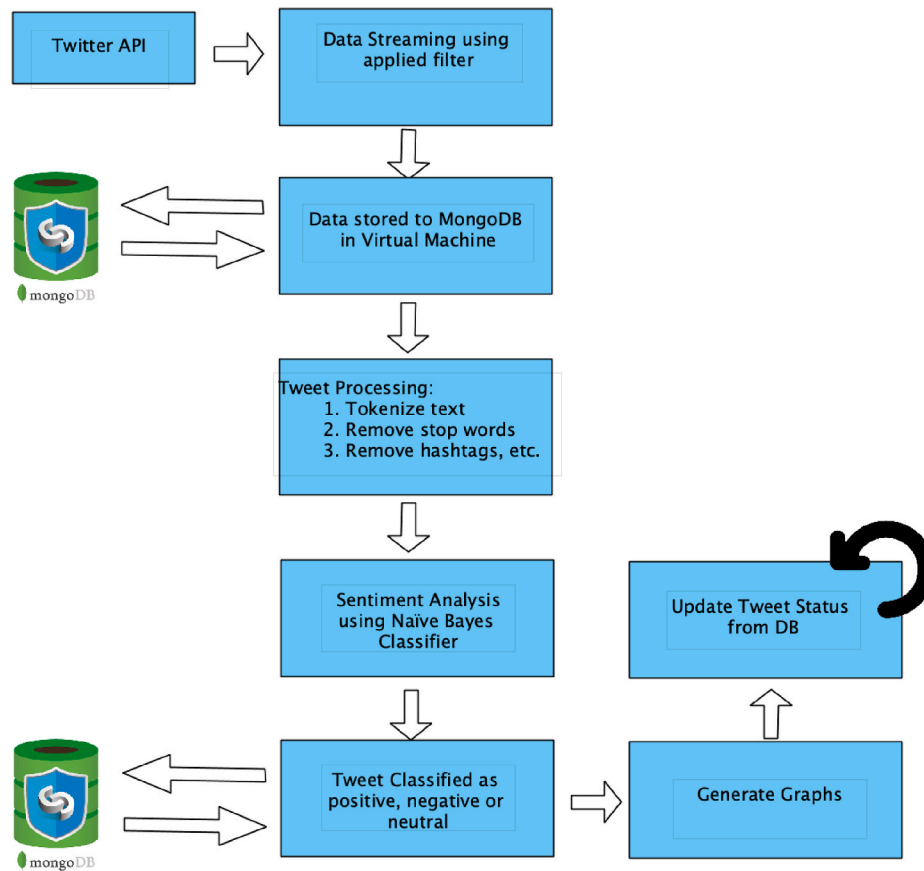 Twitter API
Data Streaming using
applied filter
Data stored to MongoDB
in Virtual Machine
mongoDB
Tweet Processing:
1. Tokenize text
2. Remove stop words
3. Remove hashtags, etc.
Sentiment Analysis
using Naïve Bayes
Classifier
Update Tweet Status
from DB
Tweet Classified as
positive, negative or
neutral
Generate Graphs
mongoDB